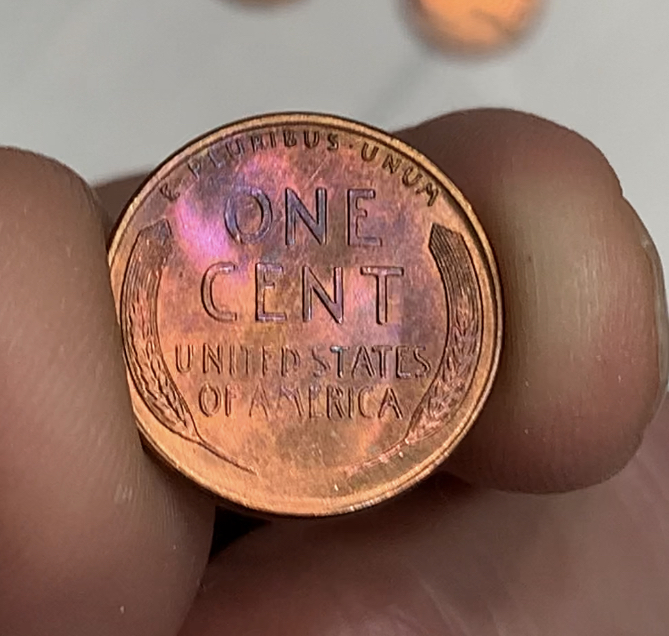 E·PLURIBUS·UNUM
ONE
CENT
UNITED STATES
OF AMERICA